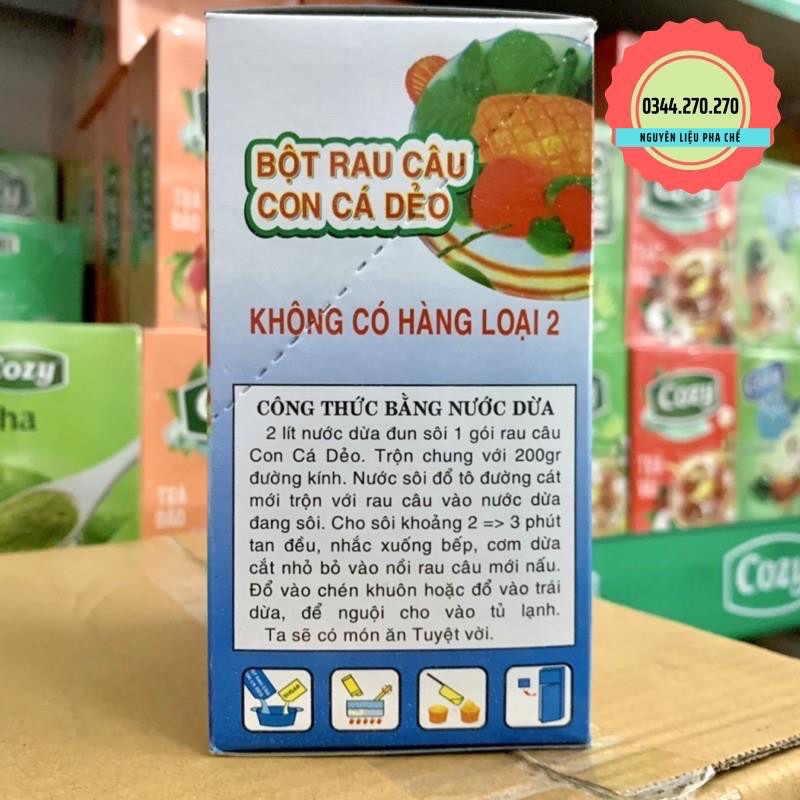 0344.270.270
NGUYÊN LIỆU PHA CHẾ
BỘT RAU CÂU
CON CÁ DẺO
KHÔNG CÓ HÀNG LOẠI 2
CÔNG THỨC BẰNG NƯỚC DỪA
2 lít nước dừa đun sôi 1 gói rau câu
Con Cá Dẻo. Trộn chung với 200gr
đường kính. Nước sôi đổ tô đường cát
mới trộn với rau câu vào nước dừa
đang sôi. Cho sôi khoảng 2 => 3 phút
tan đều, nhắc xuống bếp, cơm dừa
cắt nhỏ bỏ vào nồi rau câu mới nấu.
Đổ vào chén khuôn hoặc đổ vào trái
dừa, để nguội cho vào tủ lạnh.
Ta sẽ có món ăn Tuyệt vời.
SUGAR
Cozy
TRÀ
ĐÀO
Cozy
Cozy